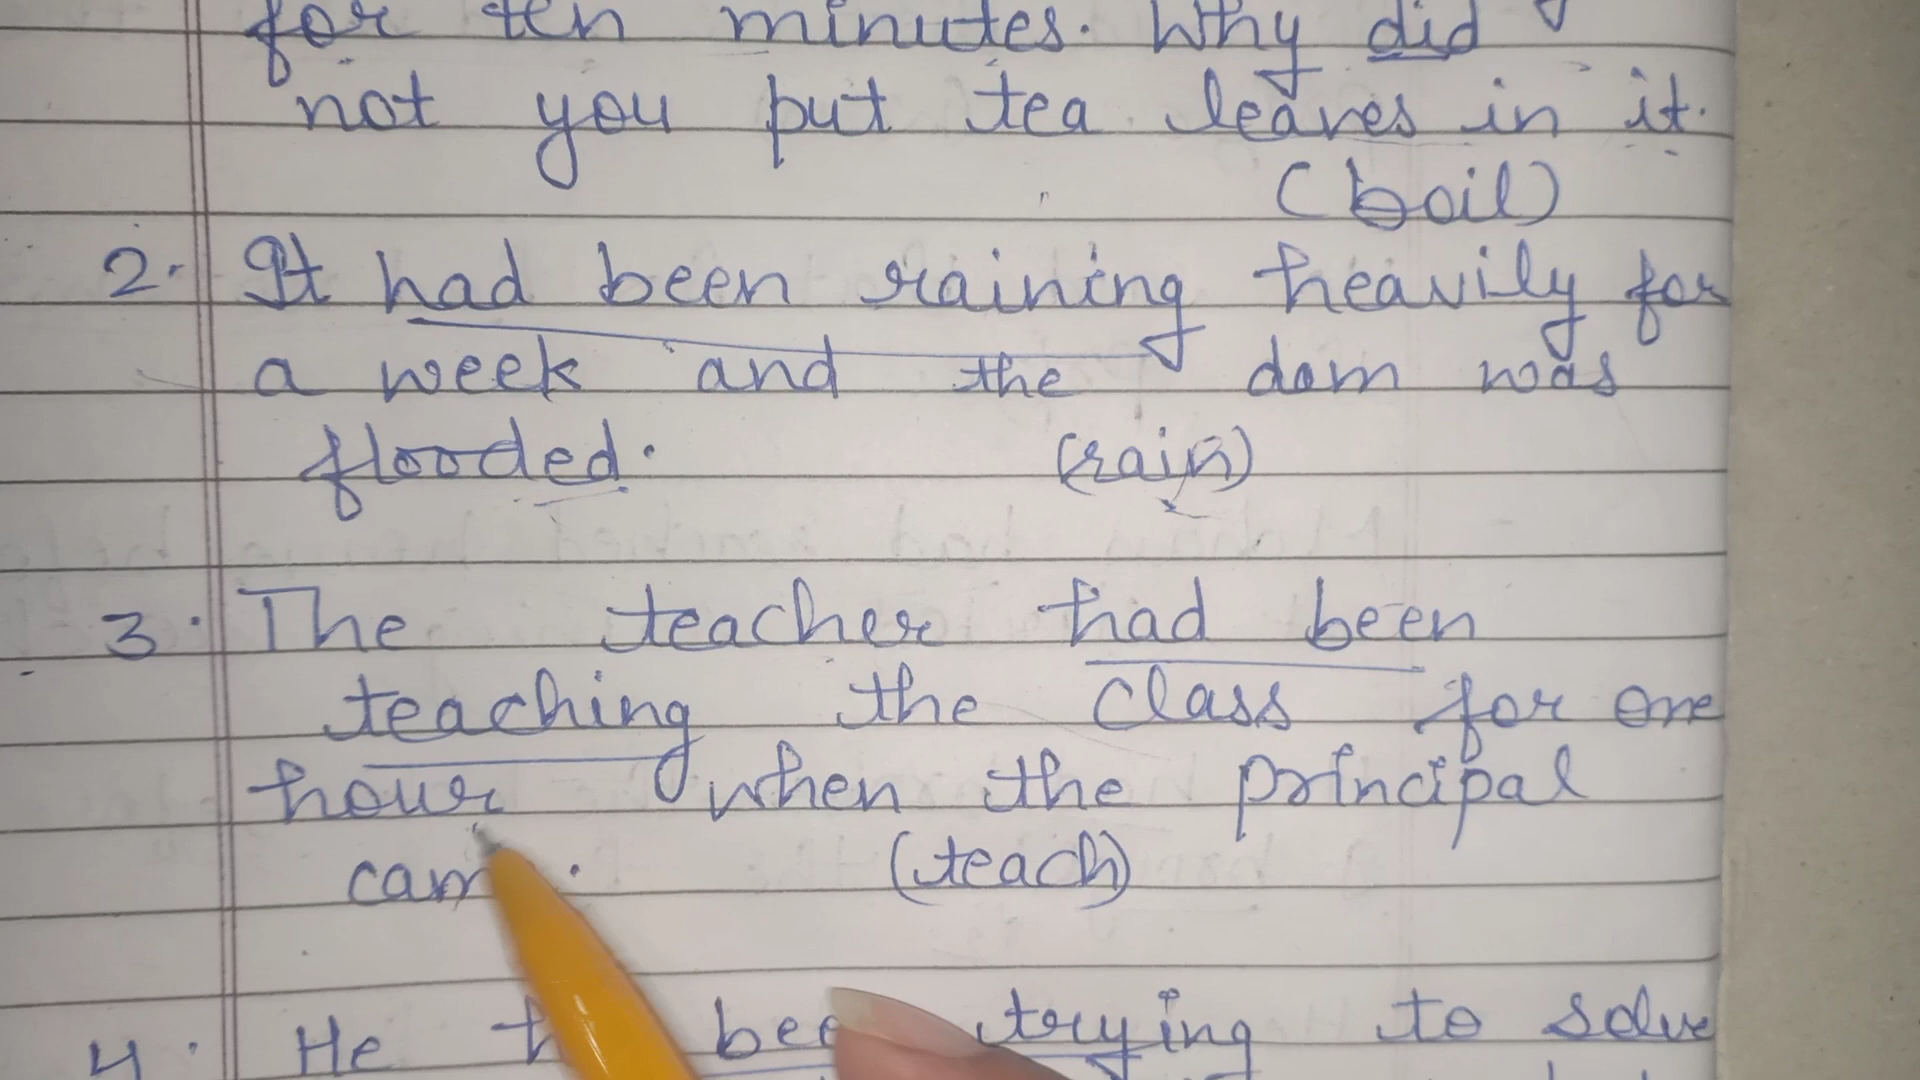 for ten minutes. Why did
not you put tea leaves in it.
(boil)
2. It had been raining heavily for
a week and the dam was
flooded. (rain)
3. The teacher had been
teaching the class for one
hour when the principal
(teach)
4. He trying to solve